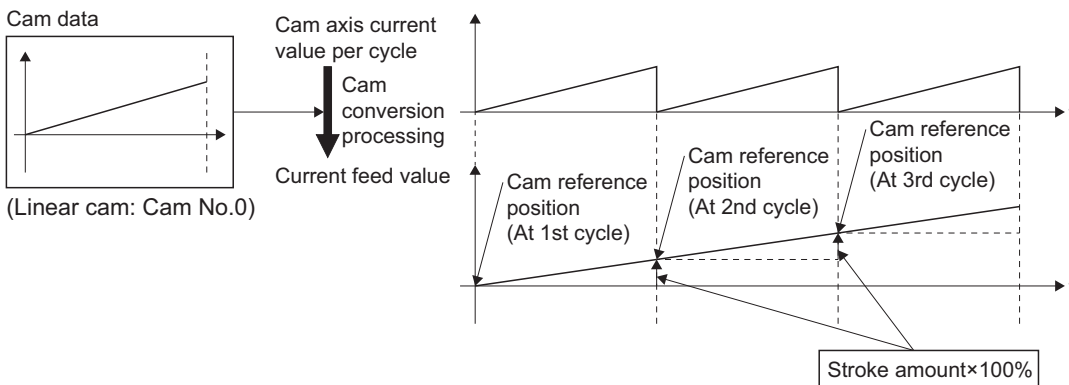 Cam data
(Linear cam: Cam No.0)
Cam axis current
value per cycle
Cam
conversion
processing
Current feed value
Cam reference
position
(At 1st cycle)
Cam reference
position
(At 2nd cycle)
Cam reference
position
(At 3rd cycle)
Stroke amount×100%